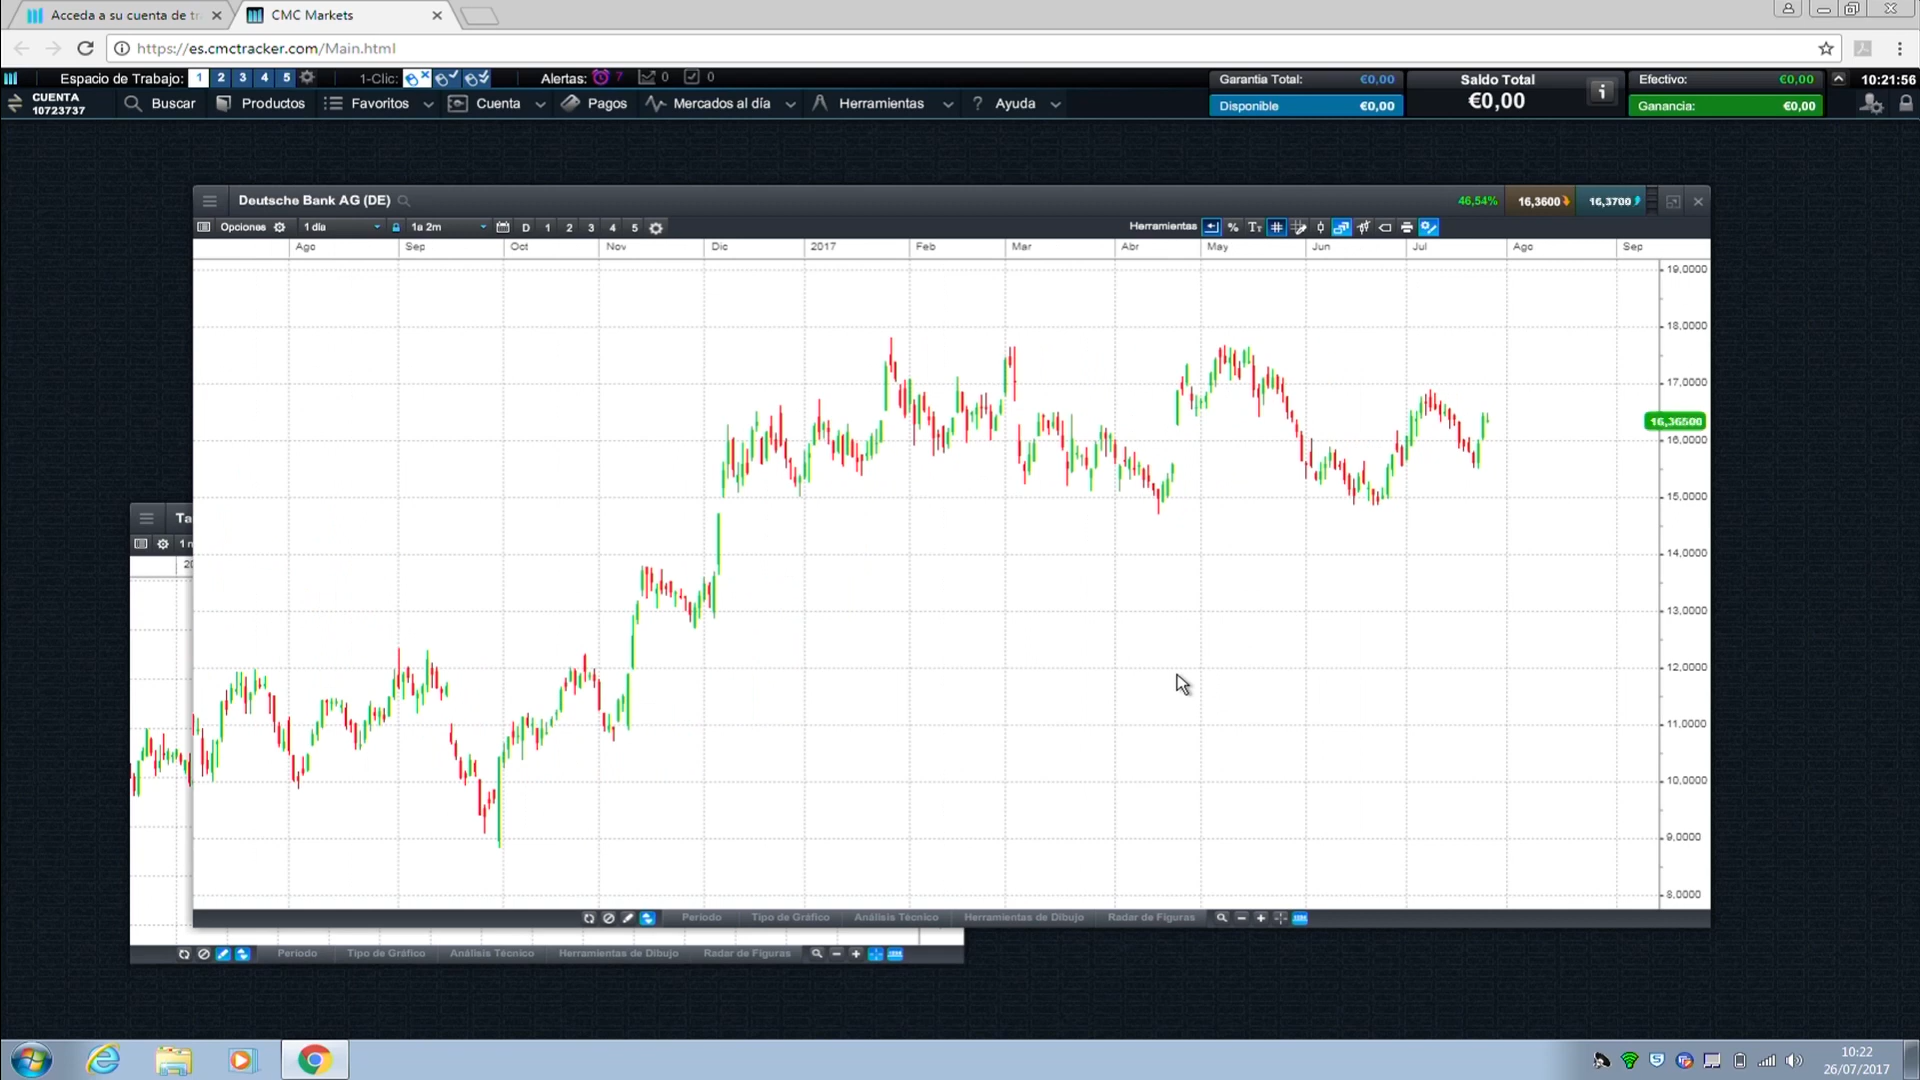 Acceda a su cuenta de tr
CMC Markets
https://es.cmctracker.com/Main.html
Espacio de Trabajo: 1 2 3 4 5
1-Clic:
Alertas: 7 0 0
Garantia Total: €0,00
Saldo Total
Efectivo: €0,00
10:21:56
CUENTA
10723737
Buscar
Productos
Favoritos
Cuenta
Pagos
Mercados al día
Herramientas
Ayuda
Disponible €0,00
€0,00
Ganancia: €0,00
Deutsche Bank AG (DE)
46,54% 16,3600 16,3700
Opciones 1 día 1a 2m D 1 2 3 4 5
Herramientas
Ago Sep Oct Nov Dic 2017 Feb Mar Abr May Jun Jul Ago Sep
19,0000
18,0000
17,0000
16,36500
16,0000
15,0000
14,0000
13,0000
12,0000
11,0000
10,0000
9,0000
8,0000
Ta
1 m
20
Período Tipo de Gráfico Análisis Técnico Herramientas de Dibujo Radar de Figuras
Período Tipo de Gráfico Análisis Técnico Herramientas de Dibujo Radar de Figuras
10:22
26/07/2017